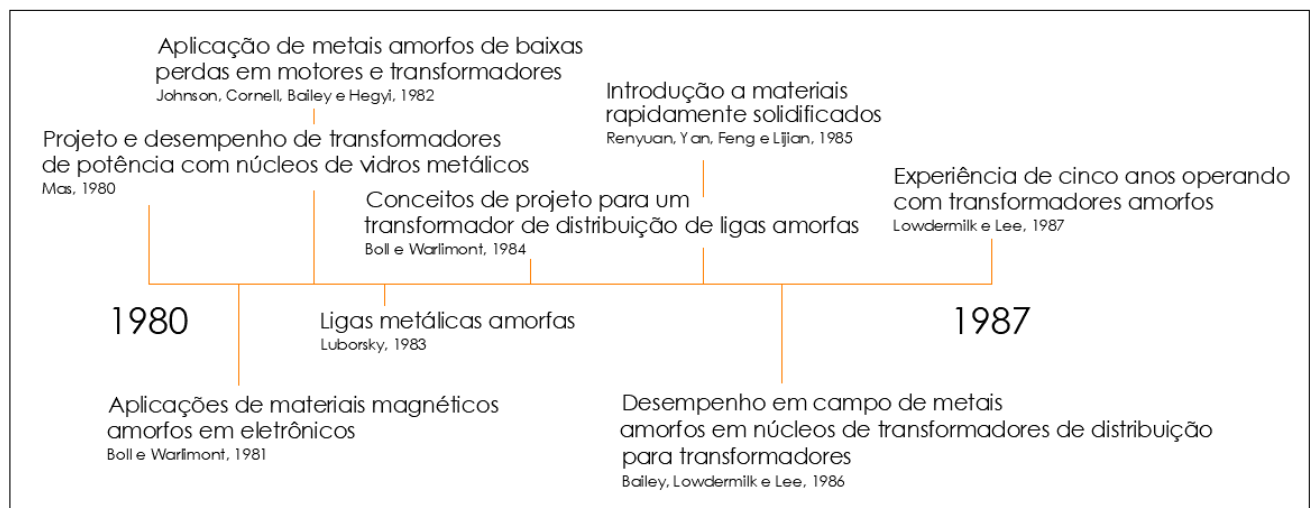 Aplicação de metais amorfos de baixas
perdas em motores e transformadores
Johnson, Cornell, Bailey e Hegyi, 1982
Introdução a materiais
rapidamente solidificados
Renyuan, Yan, Feng e Lijian, 1985
Projeto e desempenho de transformadores
de potência com núcleos de vidros metálicos
Mas, 1980
Experiência de cinco anos operando
com transformadores amorfos
Lowdermilk e Lee, 1987
Conceitos de projeto para um
transformador de distribuição de ligas amorfas
Boll e Warlimont, 1984
1980
Ligas metálicas amorfas
Luborsky, 1983
1987
Aplicações de materiais magnéticos
amorfos em eletrônicos
Boll e Warlimont, 1981
Desempenho em campo de metais
amorfos em núcleos de transformadores de distribuição
para transformadores
Bailey, Lowdermilk e Lee, 1986